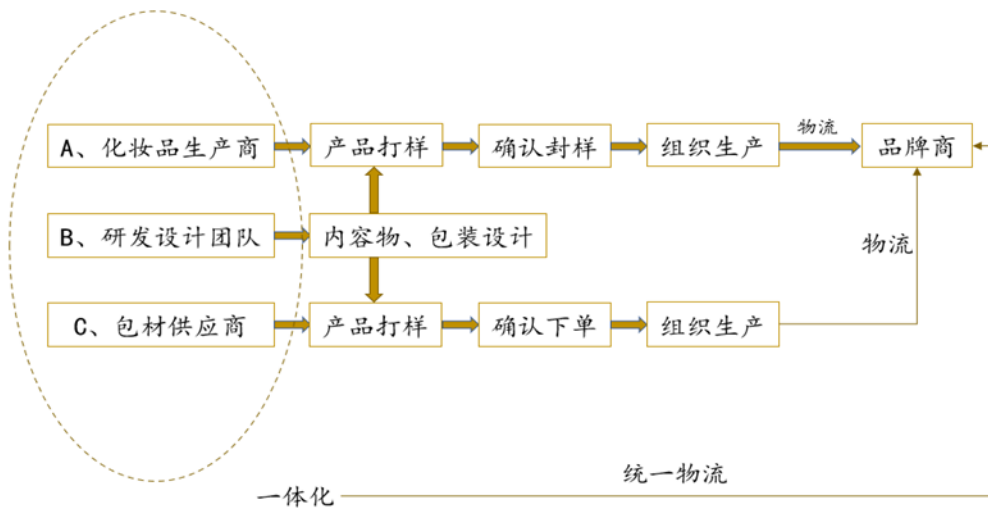 A、化妆品生产商
产品打样
确认封样
组织生产
物流
品牌商
B、研发设计团队
内容物、包装设计
物流
C、包材供应商
产品打样
确认下单
组织生产
一体化
统一物流